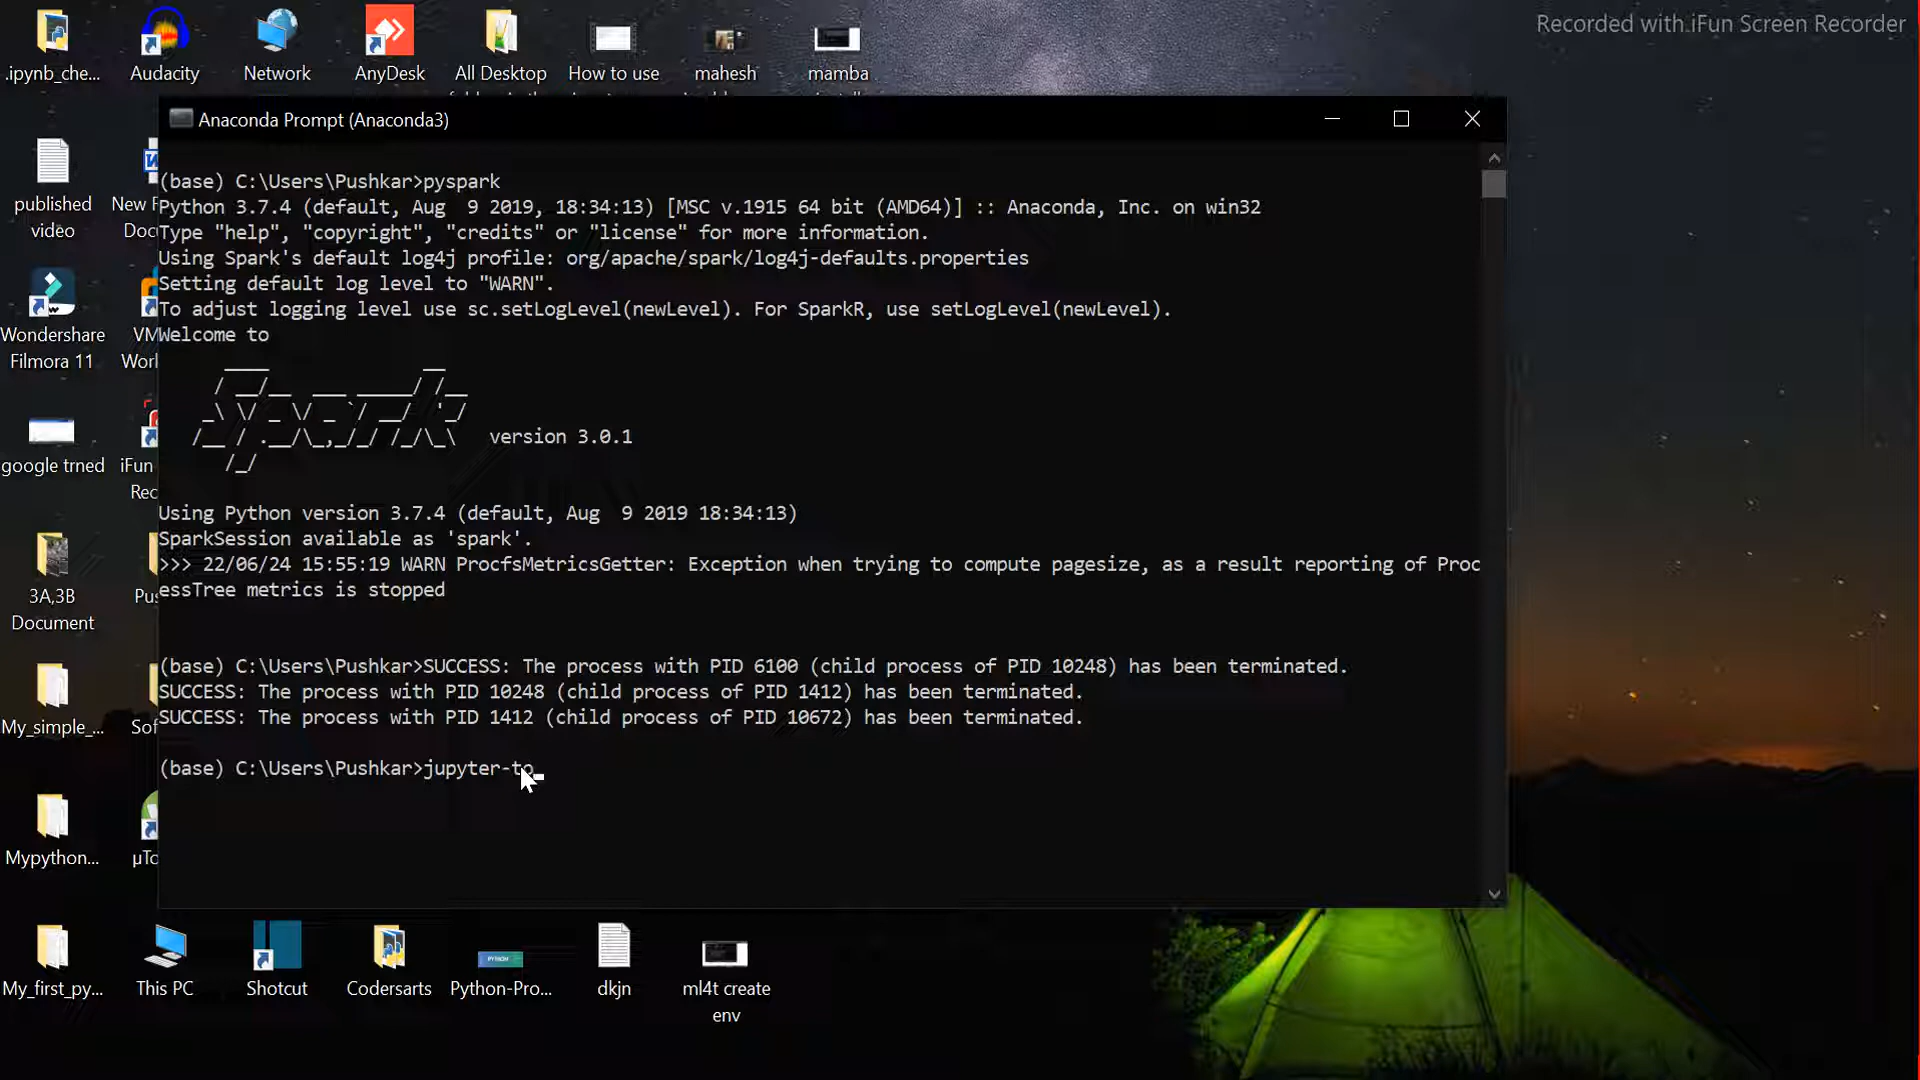 Recorded with iFun Screen Recorder
.ipynb_che...
Audacity
Network
AnyDesk
All Desktop
How to use
mahesh
mamba
Anaconda Prompt (Anaconda3)
(base) C:\Users\Pushkar>pyspark
Python 3.7.4 (default, Aug  9 2019, 18:34:13) [MSC v.1915 64 bit (AMD64)] :: Anaconda, Inc. on win32
Type "help", "copyright", "credits" or "license" for more information.
Using Spark's default log4j profile: org/apache/spark/log4j-defaults.properties
Setting default log level to "WARN".
To adjust logging level use sc.setLogLevel(newLevel). For SparkR, use setLogLevel(newLevel).
Welcome to
Spark
version 3.0.1
Using Python version 3.7.4 (default, Aug  9 2019 18:34:13)
SparkSession available as 'spark'.
>>> 22/06/24 15:55:19 WARN ProcfsMetricsGetter: Exception when trying to compute pagesize, as a result reporting of Proc
essTree metrics is stopped
(base) C:\Users\Pushkar>SUCCESS: The process with PID 6100 (child process of PID 10248) has been terminated.
SUCCESS: The process with PID 10248 (child process of PID 1412) has been terminated.
SUCCESS: The process with PID 1412 (child process of PID 10672) has been terminated.
(base) C:\Users\Pushkar>jupyter-to
published
video
New
Wondershare
Filmora 11
VM
google trned
iFun
3A,3B
Document
My_simple_...
Mypython...
My_first_py...
This PC
Shotcut
Codersarts
PYTHON
Python-Pro...
dkjn
ml4t create
env